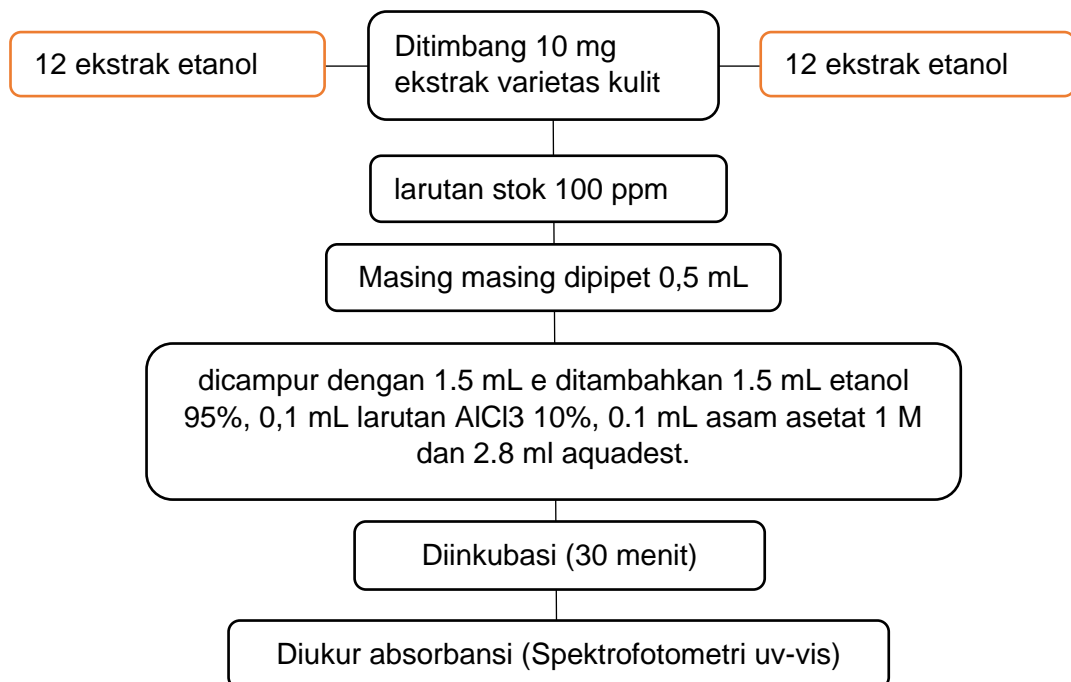 12 ekstrak etanol
Ditimbang 10 mg
ekstrak varietas kulit
12 ekstrak etanol
larutan stok 100 ppm
Masing masing dipipet 0,5 mL
dicampur dengan 1.5 mL e ditambahkan 1.5 mL etanol
95%, 0,1 mL larutan AlCl3 10%, 0.1 mL asam asetat 1 M
dan 2.8 ml aquadest.
Diinkubasi (30 menit)
Diukur absorbansi (Spektrofotometri uv-vis)